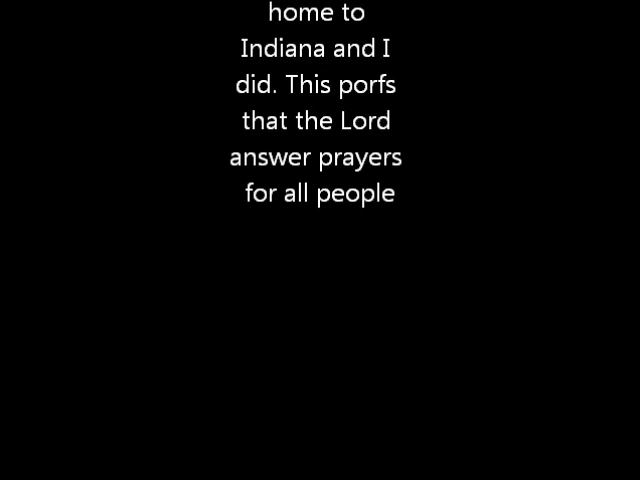 home to
Indiana and I
did. This porfs
that the Lord
answer prayers
for all people